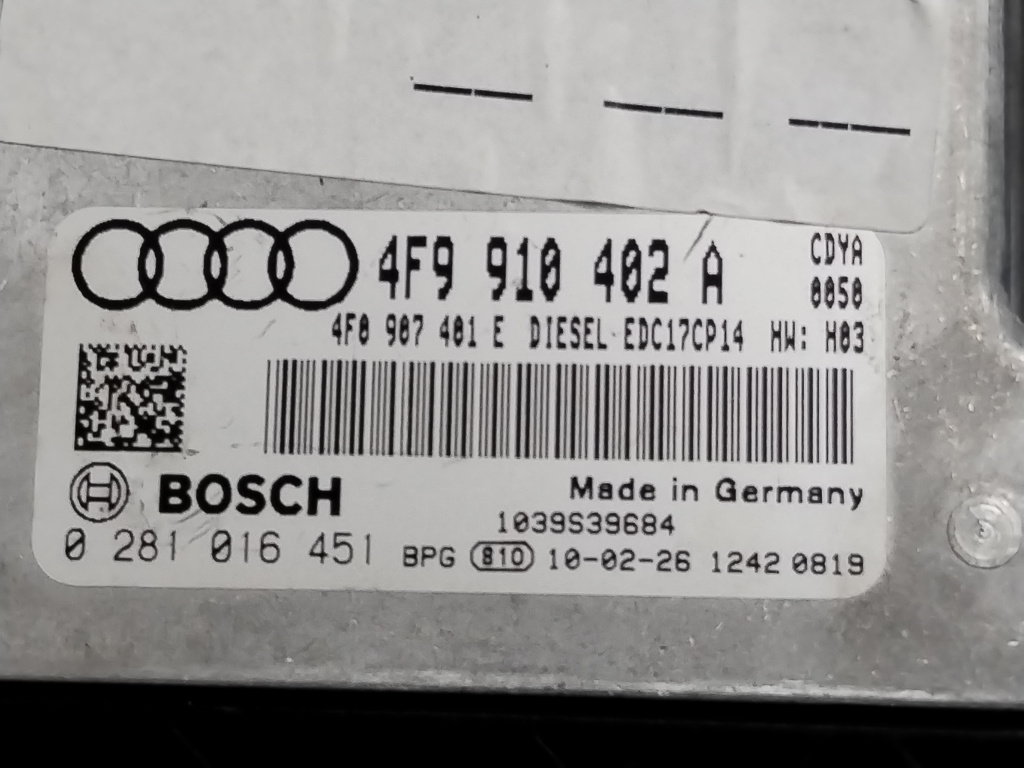 4F9 910 402 A
CDYA
0050
4F0 907 401 E DIESEL EDC17CP14 HW: H03
BOSCH
Made in Germany
1039S39684
0 281 016 451 BPG 810 10-02-26 1242 0819